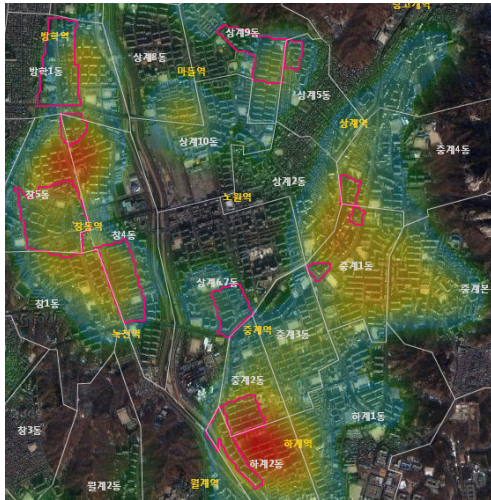 당고개역
상계9동
방학역
상계8동
마들역
방학1동
상계5동
상계역
상계10동
중계4동
상계2동
창5동
노원역
창동역
창4동
중계1동
상계6.7동
중계본
창1동
녹천역
중계역
중계3동
중계2동
하계1동
창3동
하계역
하계2동
월계2동
월계역